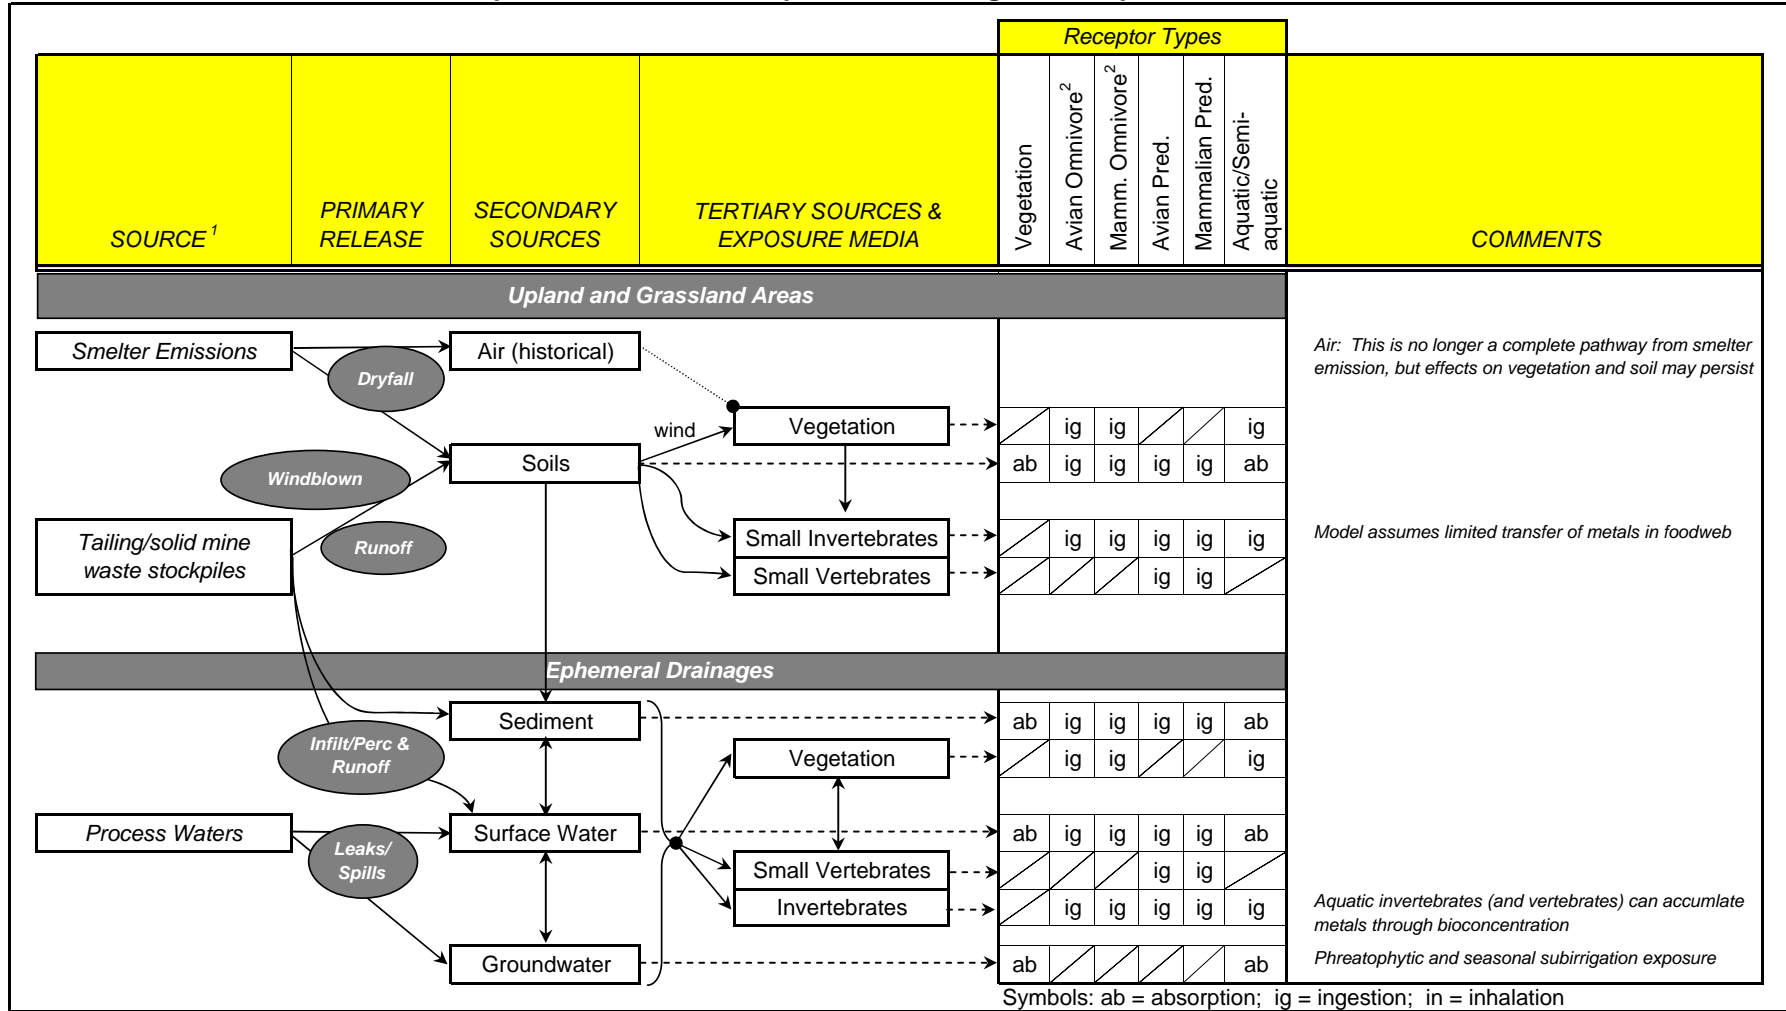 Receptor Types
SOURCE 1
PRIMARY
RELEASE
SECONDARY
SOURCES
TERTIARY SOURCES &
EXPOSURE MEDIA
Vegetation
Avian Omnivore2
Mamm. Omnivore2
Avian Pred.
Mammalian Pred.
Aquatic/Semi-
aquatic
COMMENTS
Upland and Grassland Areas
Smelter Emissions
Dryfall
Air (historical)
Air: This is no longer a complete pathway from smelter
emission, but effects on vegetation and soil may persist
wind
Vegetation
ig ig ig
Windblown
Soils
ab ig ig ig ig ab
Tailing/solid mine
waste stockpiles
Runoff
Small Invertebrates
ig ig ig ig ig
Model assumes limited transfer of metals in foodweb
Small Vertebrates
ig ig
Ephemeral Drainages
Sediment
ab ig ig ig ig ab
Infilt/Perc &
Runoff
Vegetation
ig ig ig
Process Waters
Leaks/
Spills
Surface Water
ab ig ig ig ig ab
Small Vertebrates
ig ig
Invertebrates
ig ig ig ig ig
Aquatic invertebrates (and vertebrates) can accumlate
metals through bioconcentration
Groundwater
ab ab
Phreatophytic and seasonal subirrigation exposure
Symbols: ab = absorption; ig = ingestion; in = inhalation